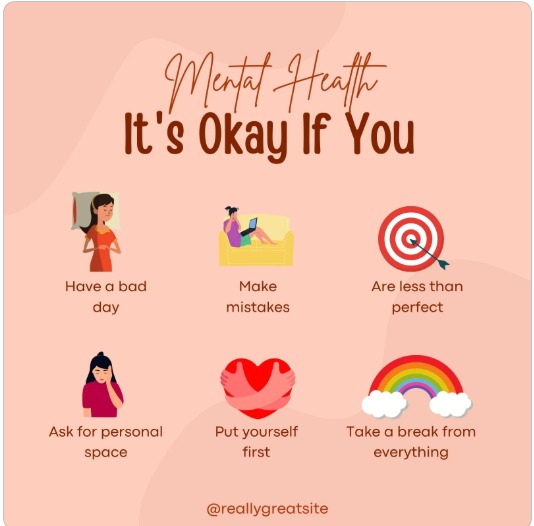 Mental Health
It's Okay If You
Have a bad
day
Make
mistakes
Are less than
perfect
Ask for personal
space
Put yourself
first
Take a break from
everything
@reallygreatsite